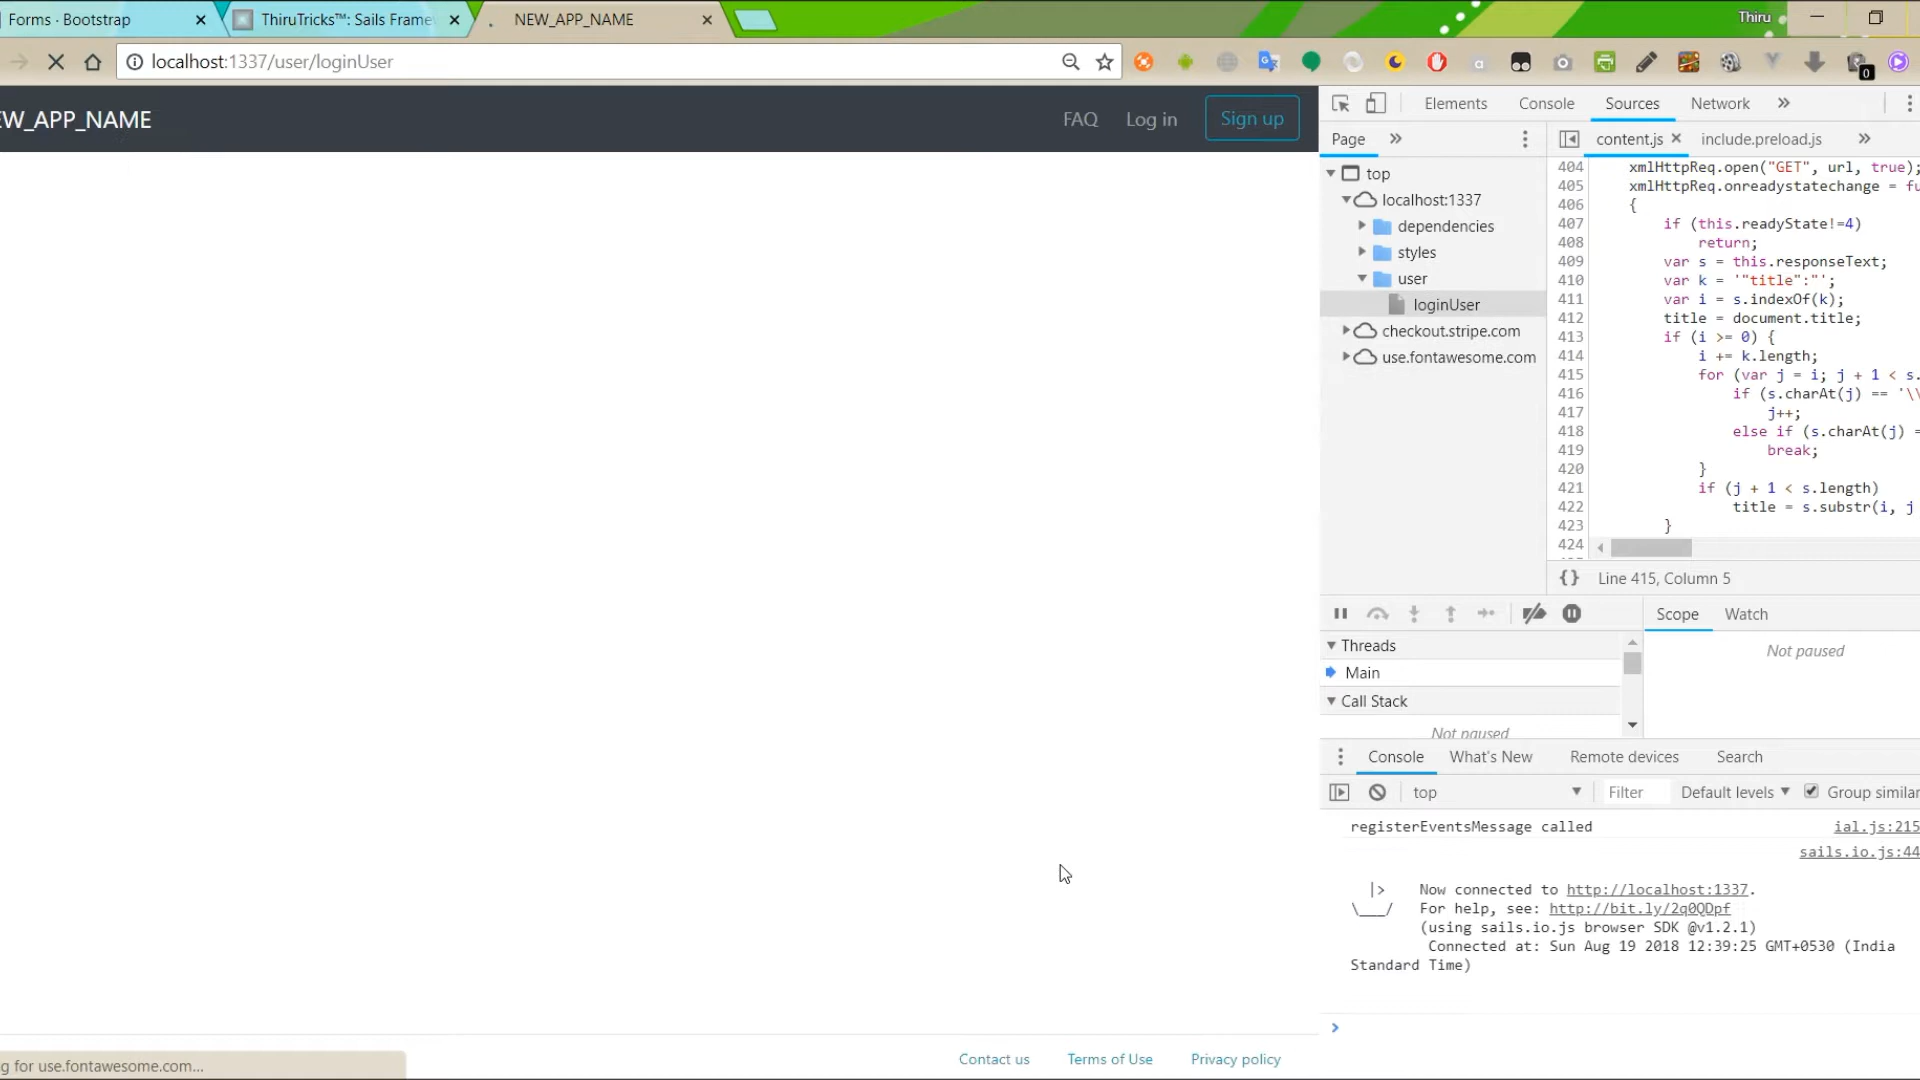 Forms · Bootstrap
ThiruTricks™: Sails Frame
NEW_APP_NAME
Thiru
localhost:1337/user/loginUser
0
EW_APP_NAME
FAQ
Log in
Sign up
Elements
Console
Sources
Network
Page
content.js
include.preload.js
top
localhost:1337
dependencies
styles
user
loginUser
checkout.stripe.com
use.fontawesome.com
404 xmlHttpReq.open("GET", url, true);
405 xmlHttpReq.onreadystatechange = fu
406 {
407 if (this.readyState!=4)
408 return;
409 var s = this.responseText;
410 var k = '"title":"';
411 var i = s.indexOf(k);
412 title = document.title;
413 if (i >= 0) {
414 i += k.length;
415 for (var j = i; j + 1 < s.
416 if (s.charAt(j) == '\\
417 j++;
418 else if (s.charAt(j) =
419 break;
420 }
421 if (j + 1 < s.length)
422 title = s.substr(i, j
423 }
424
{} Line 415, Column 5
Scope
Watch
Not paused
Threads
Main
Call Stack
Not paused
Console
What's New
Remote devices
Search
top
Filter
Default levels
Group similar
registerEventsMessage called
ial.js:215
sails.io.js:44
|> Now connected to http://localhost:1337.
\___/ For help, see: http://bit.ly/2q0QDpf
(using sails.io.js browser SDK @v1.2.1)
Connected at: Sun Aug 19 2018 12:39:25 GMT+0530 (India
Standard Time)
Contact us
Terms of Use
Privacy policy
g for use.fontawesome.com...